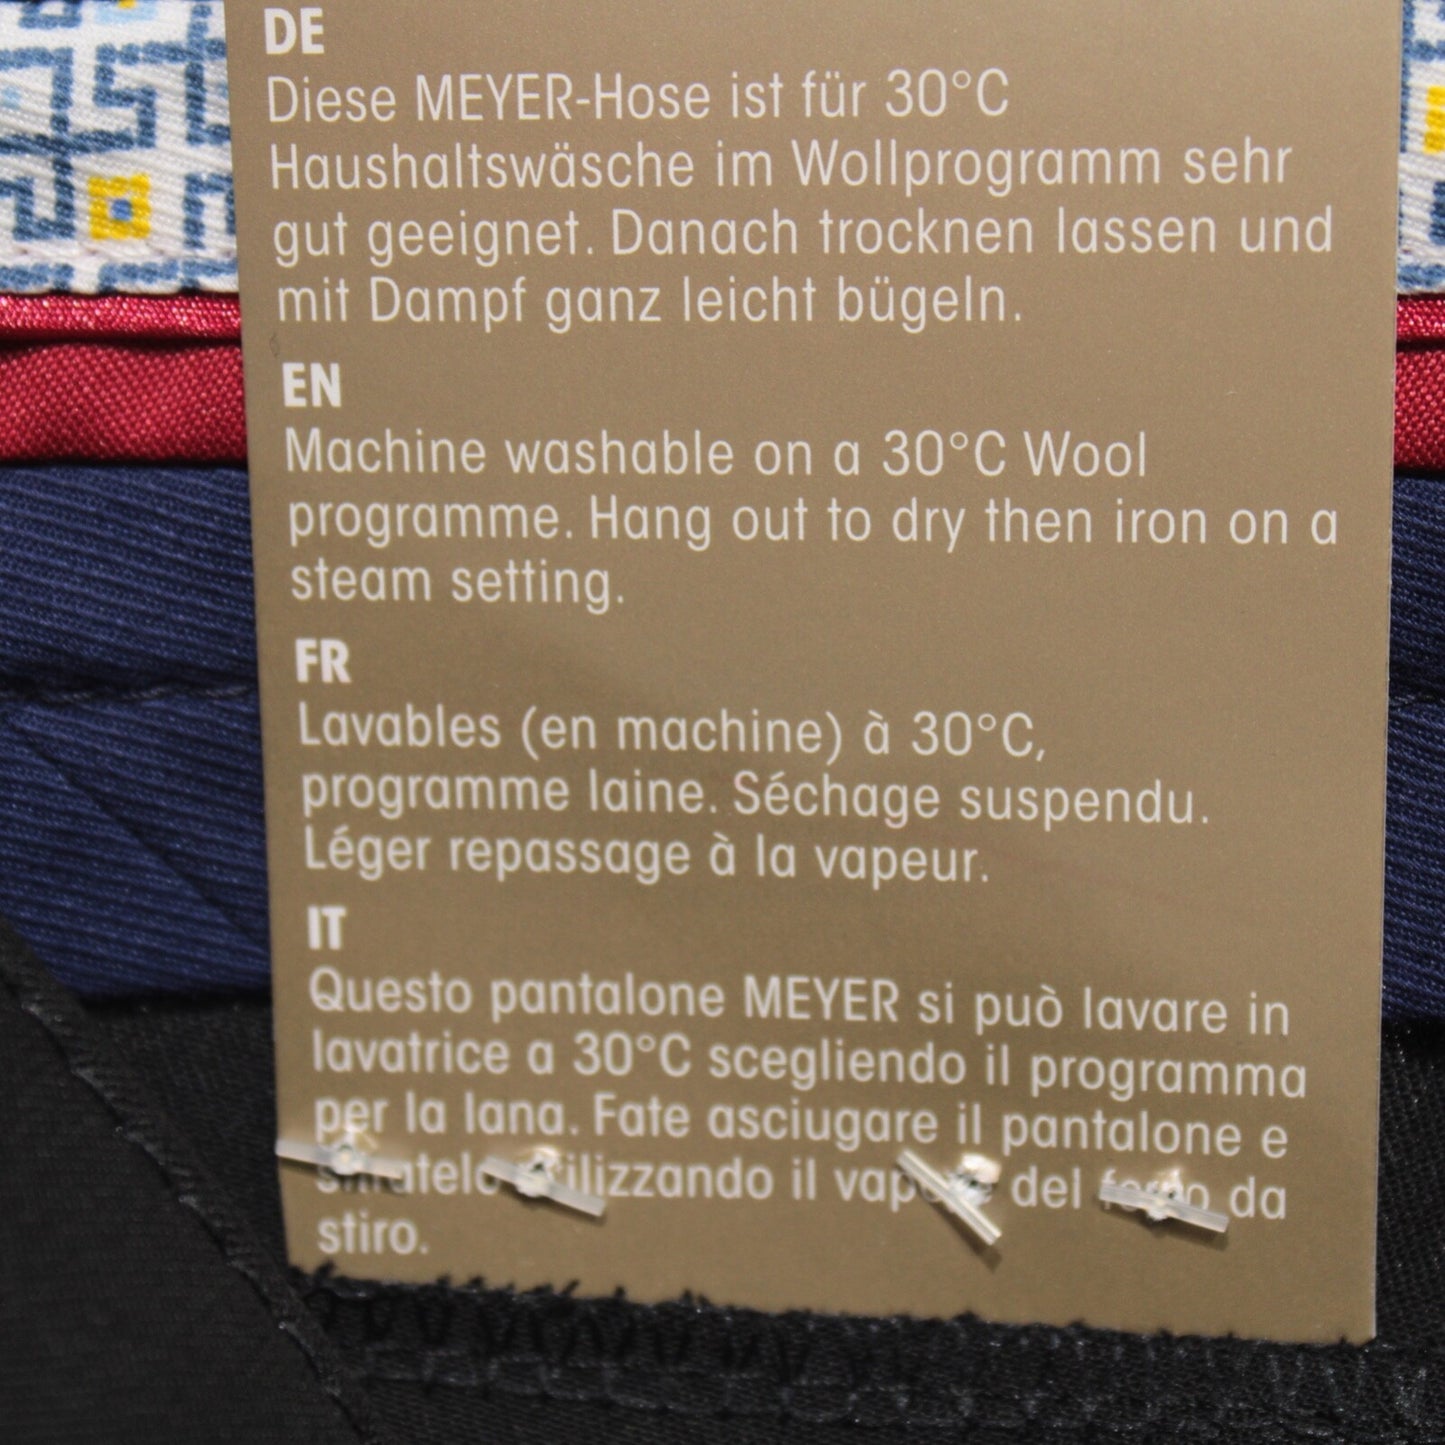 DE
Diese MEYER-Hose ist für 30°C
Haushaltswäsche im Wollprogramm sehr
gut geeignet. Danach trocknen lassen und
mit Dampf ganz leicht bügeln.
EN
Machine washable on a 30°C Wool
programme. Hang out to dry then iron on a
steam setting.
FR
Lavables (en machine) à 30°C,
programme laine. Séchage suspendu.
Léger repassage à la vapeur.
IT
Questo pantalone MEYER si può lavare in
lavatrice a 30°C scegliendo il programma
per la lana. Fate asciugare il pantalone e
il vapore del ferro da
stiro.